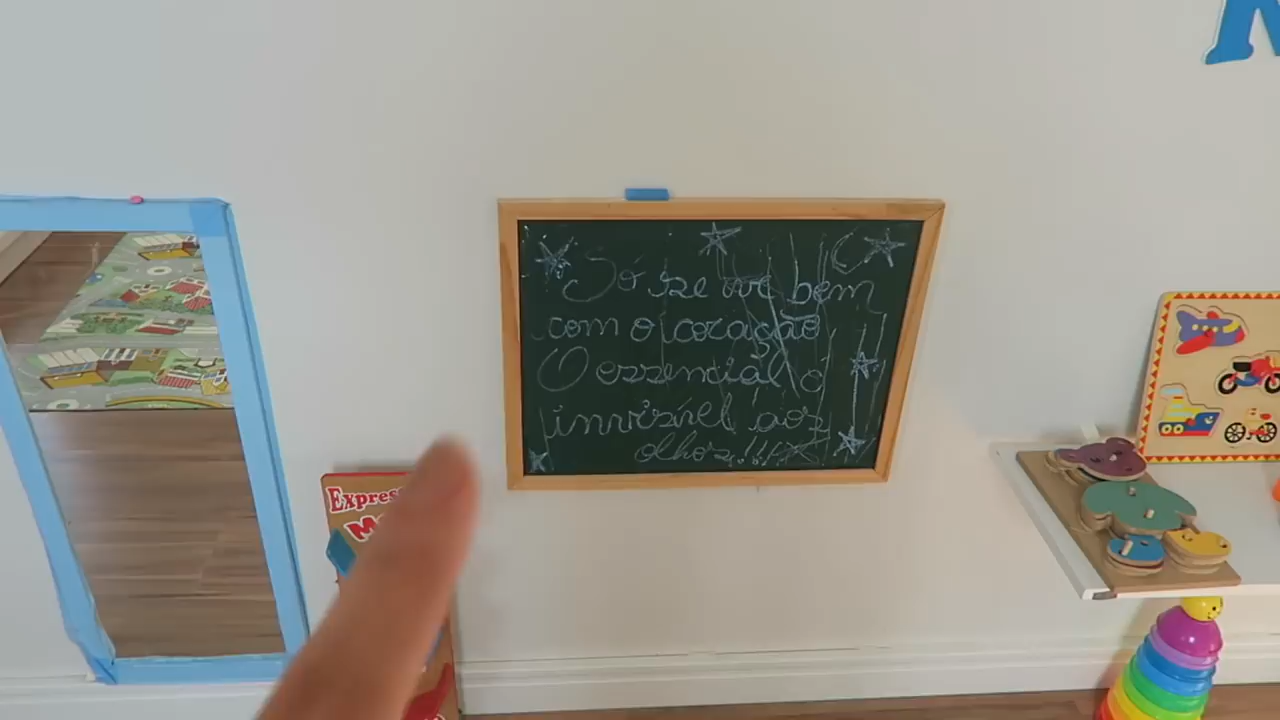 Só se vê bem
com o coração
O essencial é
invisível aos
olhos!!!
Express
M